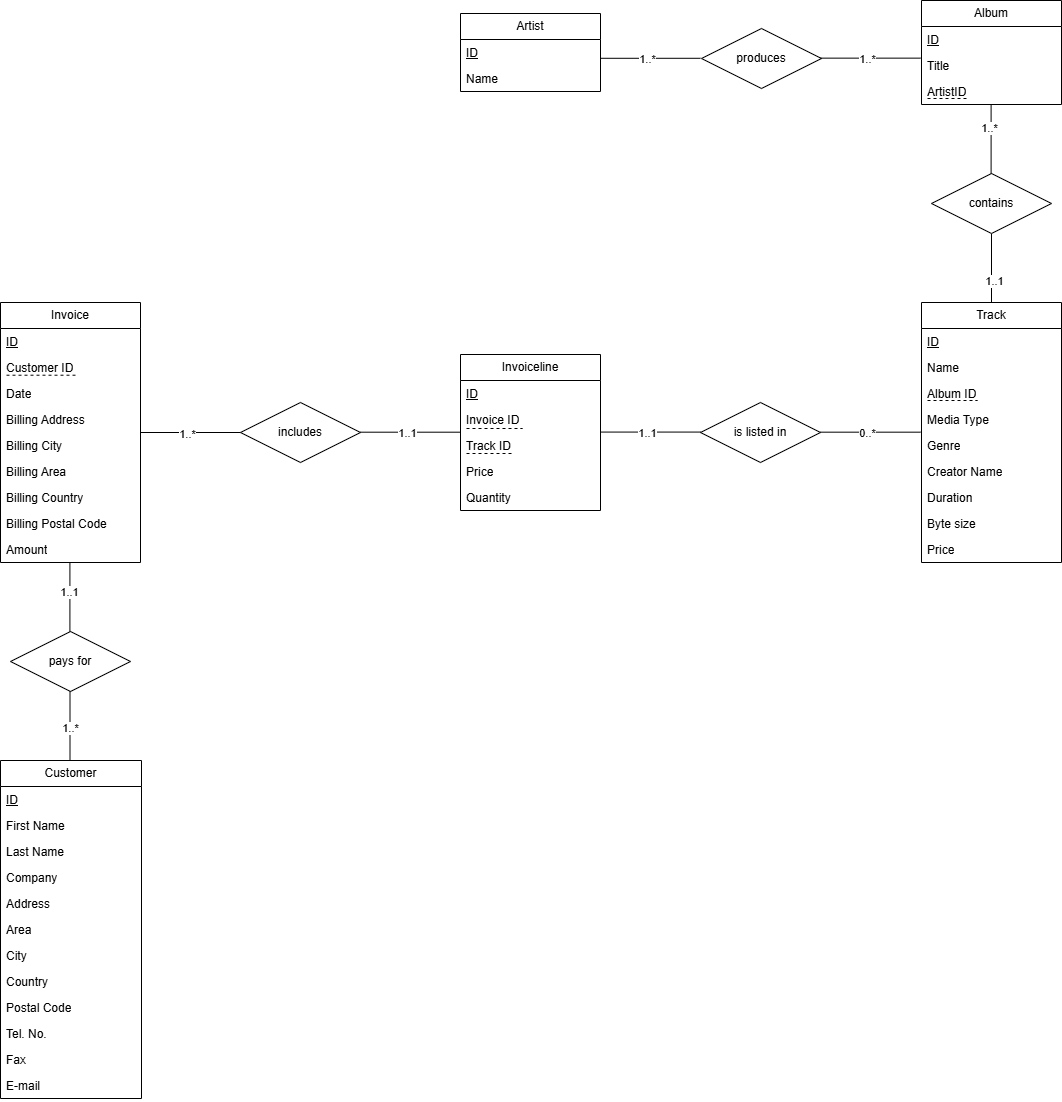 Artist
ID
Name
1..*
produces
1..*
Album
ID
Title
ArtistID
1..*
contains
1..1
Invoice
ID
Customer ID
Date
Billing Address
Billing City
Billing Area
Billing Country
Billing Postal Code
Amount
1..*
includes
1..1
Invoiceline
ID
Invoice ID
Track ID
Price
Quantity
1..1
is listed in
0..*
Track
ID
Name
Album ID
Media Type
Genre
Creator Name
Duration
Byte size
Price
1..1
pays for
1..*
Customer
ID
First Name
Last Name
Company
Address
Area
City
Country
Postal Code
Tel. No.
Fax
E-mail